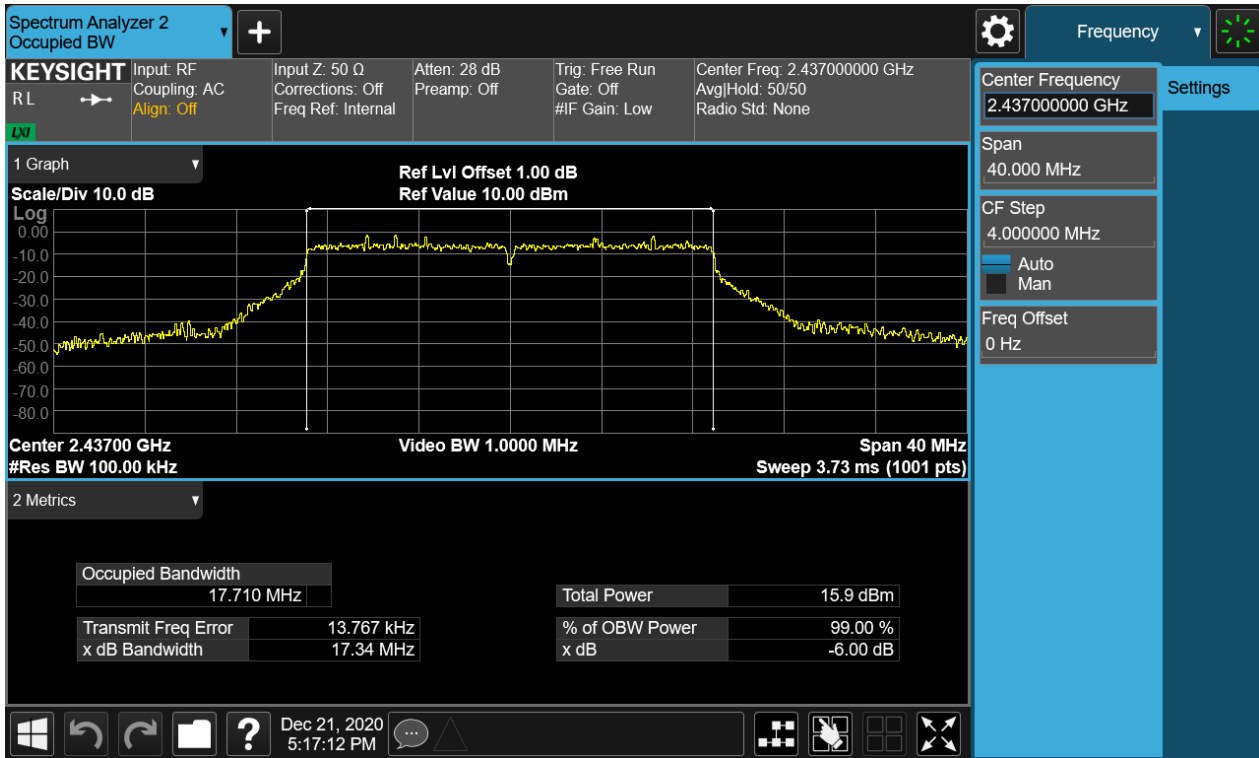 Spectrum Analyzer 2
Occupied BW
+
Frequency
KEYSIGHT
R L
LXI
Input: RF
Coupling: AC
Align: Off
Input Z: 50 Ω
Corrections: Off
Freq Ref: Internal
Atten: 28 dB
Preamp: Off
Trig: Free Run
Gate: Off
#IF Gain: Low
Center Freq: 2.437000000 GHz
Avg|Hold: 50/50
Radio Std: None
Center Frequency
2.437000000 GHz
Settings
Span
40.000 MHz
CF Step
4.000000 MHz
Auto
Man
Freq Offset
0 Hz
1 Graph
Ref Lvl Offset 1.00 dB
Scale/Div 10.0 dB
Ref Value 10.00 dBm
Log
0.00
-10.0
-20.0
-30.0
-40.0
-50.0
-60.0
-70.0
-80.0
Center 2.43700 GHz
Video BW 1.0000 MHz
Span 40 MHz
#Res BW 100.00 kHz
Sweep 3.73 ms (1001 pts)
2 Metrics
Occupied Bandwidth
17.710 MHz
Total Power 15.9 dBm
Transmit Freq Error 13.767 kHz
% of OBW Power 99.00 %
x dB Bandwidth 17.34 MHz
x dB -6.00 dB
?
Dec 21, 2020
5:17:12 PM